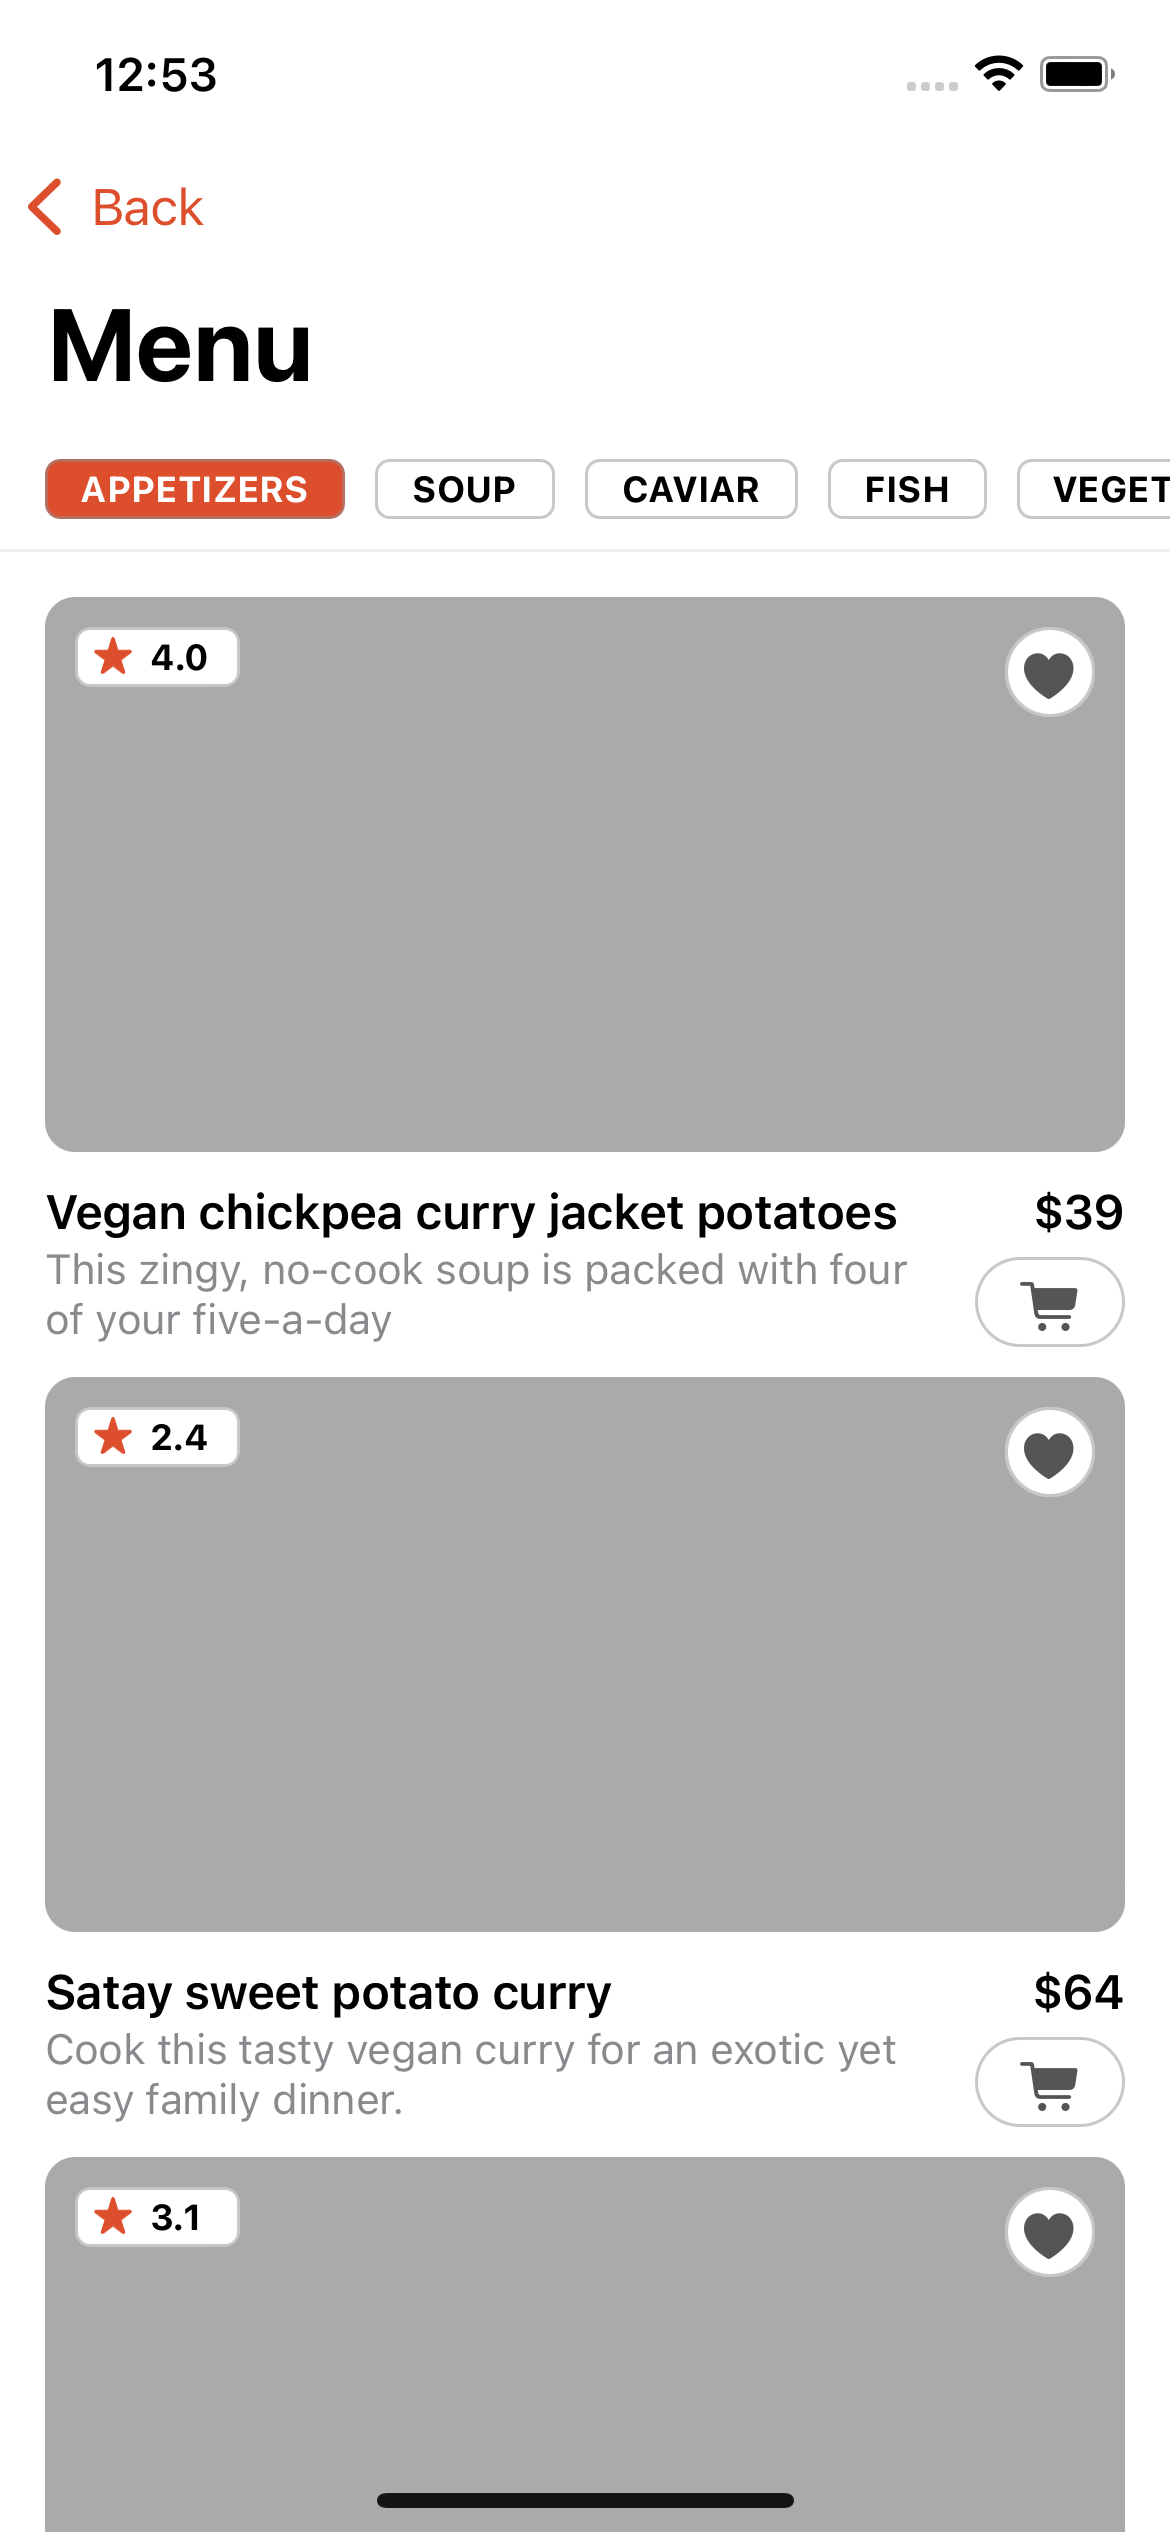 12:53
Back
Menu
APPETIZERS
SOUP
CAVIAR
FISH
VEGET
4.0
Vegan chickpea curry jacket potatoes
$39
This zingy, no-cook soup is packed with four
of your five-a-day
2.4
Satay sweet potato curry
$64
Cook this tasty vegan curry for an exotic yet
easy family dinner.
3.1